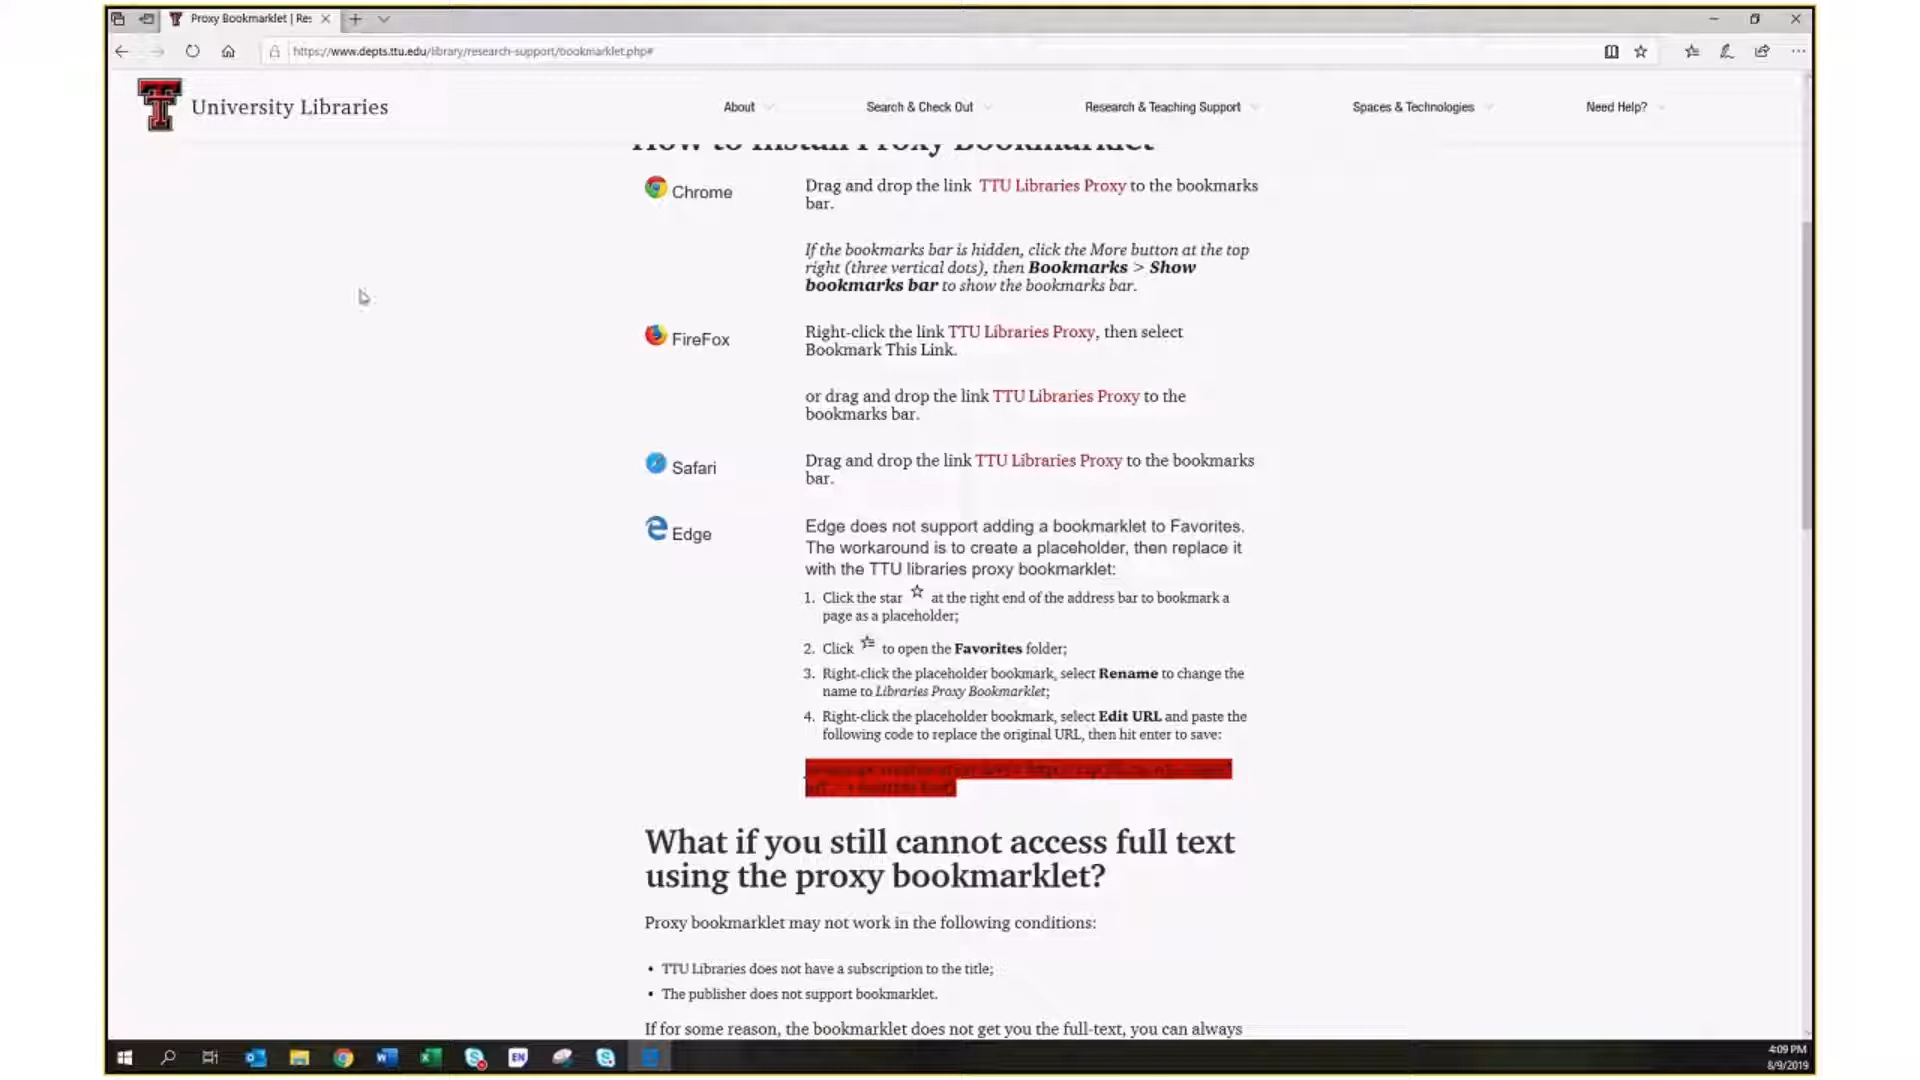 Proxy Bookmarklet | Res
https://www.depts.ttu.edu/library/research-support/bookmarklet.php#
University Libraries
About
Search & Check Out
Research & Teaching Support
Spaces & Technologies
Need Help?
How to Install Proxy Bookmarklet
Chrome
Drag and drop the link TTU Libraries Proxy to the bookmarks
bar.
If the bookmarks bar is hidden, click the More button at the top
right (three vertical dots), then Bookmarks > Show
bookmarks bar to show the bookmarks bar.
FireFox
Right-click the link TTU Libraries Proxy, then select
Bookmark This Link.
or drag and drop the link TTU Libraries Proxy to the
bookmarks bar.
Safari
Drag and drop the link TTU Libraries Proxy to the bookmarks
bar.
Edge
Edge does not support adding a bookmarklet to Favorites.
The workaround is to create a placeholder, then replace it
with the TTU libraries proxy bookmarklet:
1. Click the star ☆ at the right end of the address bar to bookmark a
page as a placeholder;
2. Click to open the Favorites folder;
3. Right-click the placeholder bookmark, select Rename to change the
name to Libraries Proxy Bookmarklet;
4. Right-click the placeholder bookmark, select Edit URL and paste the
following code to replace the original URL, then hit enter to save:
What if you still cannot access full text
using the proxy bookmarklet?
Proxy bookmarklet may not work in the following conditions:
• TTU Libraries does not have a subscription to the title;
• The publisher does not support bookmarklet.
If for some reason, the bookmarklet does not get you the full-text, you can always
EN
4:09 PM
8/9/2019